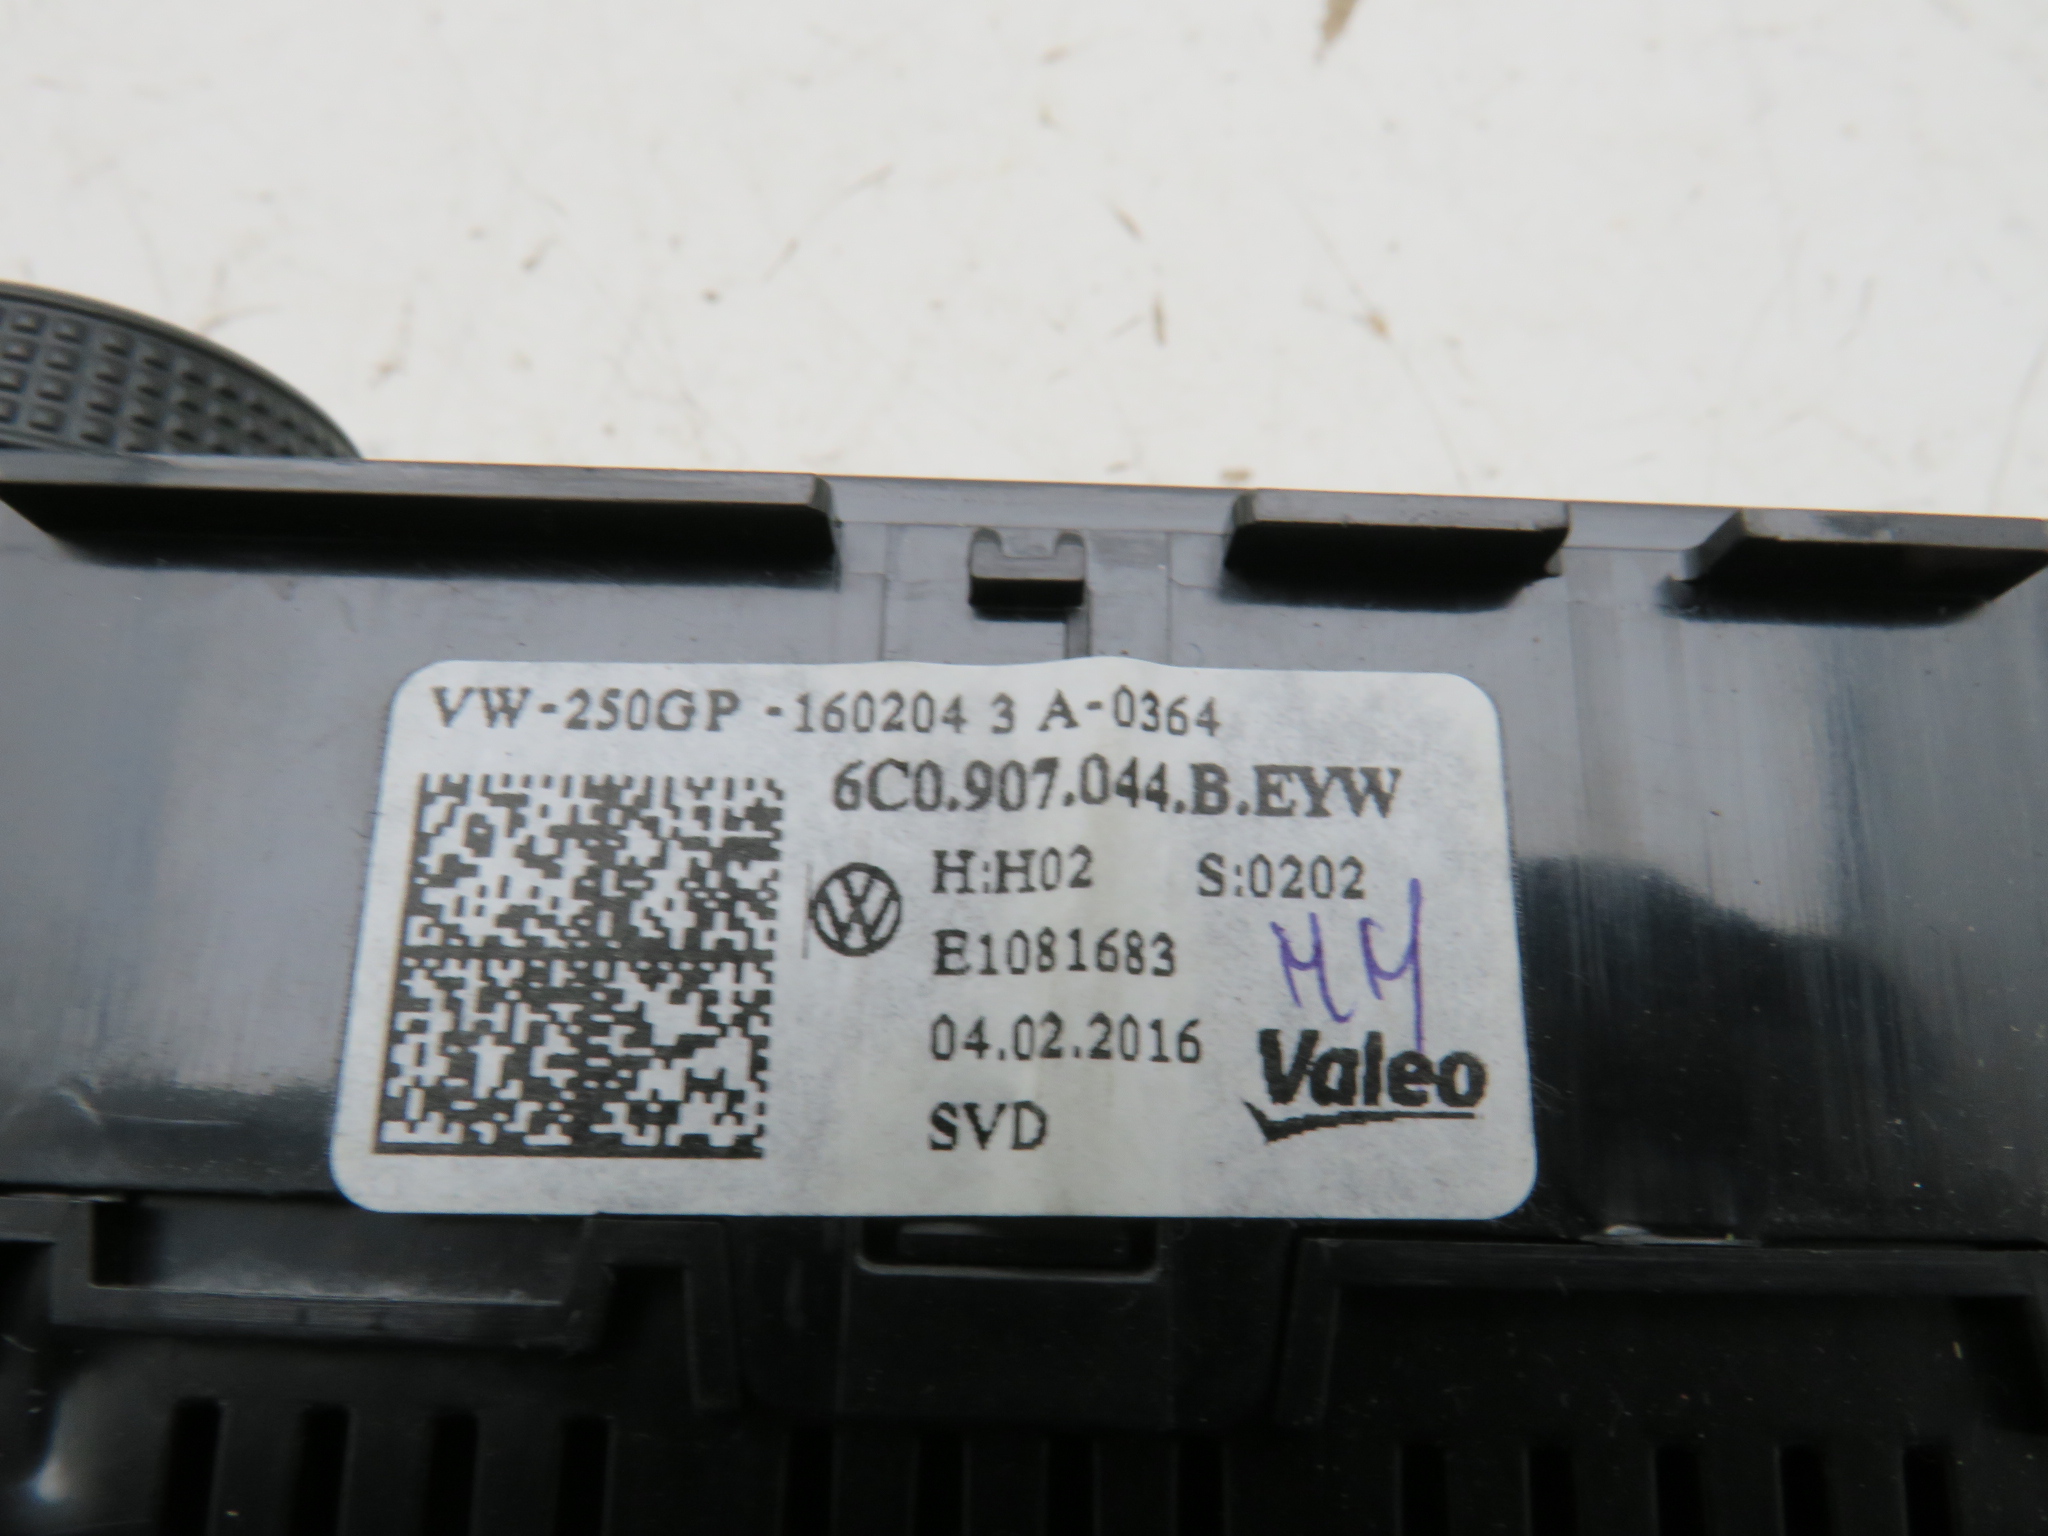 VW-250GP -160204 3 A-0364
6C0.907.044.B.EYW
H:H02 S:0202
E1081683
04.02.2016
SVD
Valeo